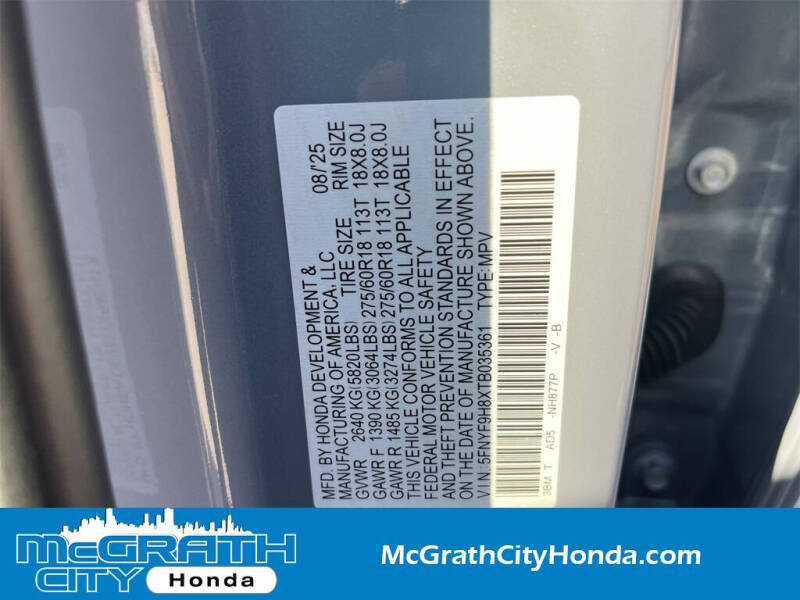 MFD. BY HONDA DEVELOPMENT & 08/'25
MANUFACTURING OF AMERICA, LLC
TIRE SIZE RIM SIZE
GVWR 2640 KG(5820LBS)
GAWR F 1390 KG(3064LBS) 275/60R18 113T 18X8.0J
GAWR R 1485 KG(3274LBS) 275/60R18 113T 18X8.0J
THIS VEHICLE CONFORMS TO ALL APPLICABLE
FEDERAL MOTOR VEHICLE SAFETY
AND THEFT PREVENTION STANDARDS IN EFFECT
ON THE DATE OF MANUFACTURE SHOWN ABOVE.
V I N: 5FNYF9H8XTB035361 TYPE: MPV
3BM T AD5 -NH877P -V -B
McGRATH
CITY Honda
McGrathCityHonda.com